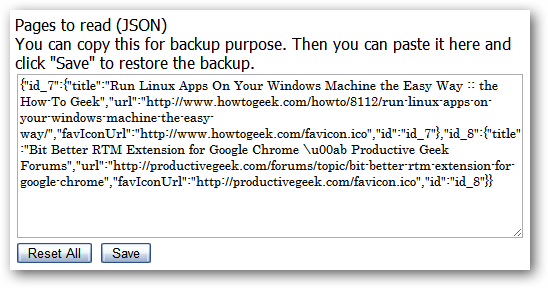 Pages to read (JSON)
You can copy this for backup purpose. Then you can paste it here and
click "Save" to restore the backup.
{"id_7":{"title":"Run Linux Apps On Your Windows Machine the Easy Way :: the
How-To Geek","url":"http://www.howtogeek.com/howto/8112/run-linux-apps-on-
your-windows-machine-the-easy-
way/","favIconUrl":"http://www.howtogeek.com/favicon.ico","id":"id_7"},"id_8":{"title"
:"Bit Better RTM Extension for Google Chrome \u00ab Productive Geek
Forums","url":"http://productivegeek.com/forums/topic/bit-better-rtm-extension-for-
google-chrome","favIconUrl":"http://productivegeek.com/favicon.ico","id":"id_8"}}
Reset All Save